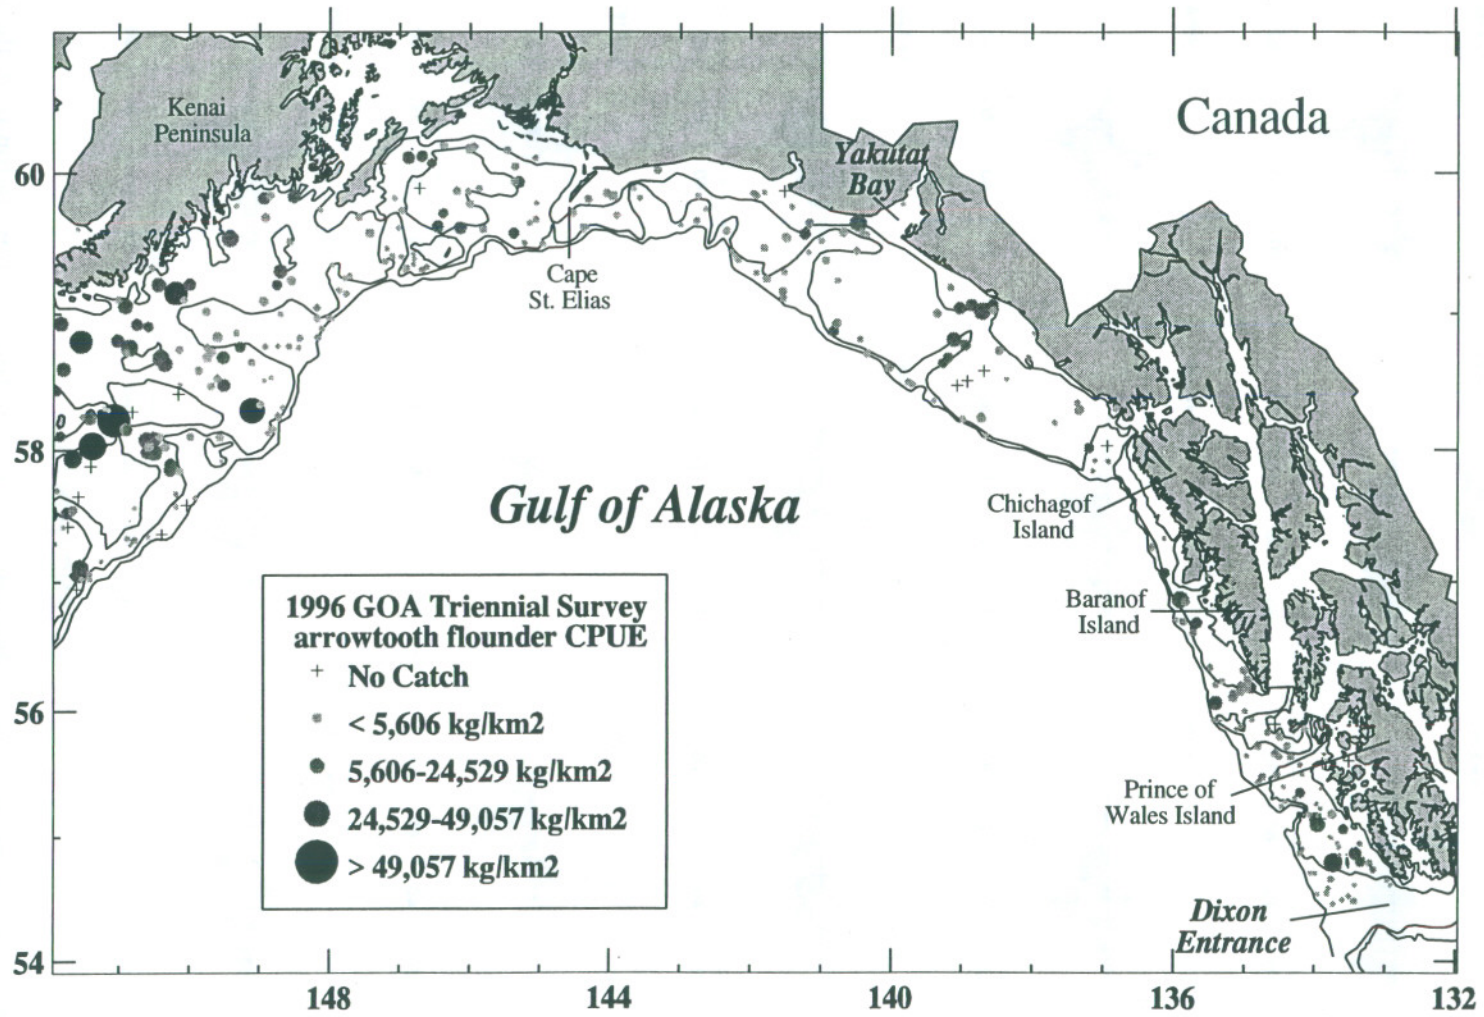 Canada
Kenai
Peninsula
Yakutat
Bay
60
Cape
St. Elias
58
Gulf of Alaska
Chichagof
Island
1996 GOA Triennial Survey
arrowtooth flounder CPUE
+ No Catch
< 5,606 kg/km2
5,606-24,529 kg/km2
24,529-49,057 kg/km2
> 49,057 kg/km2
Baranof
Island
56
Prince of
Wales Island
Dixon
Entrance
54
148
144
140
136
132